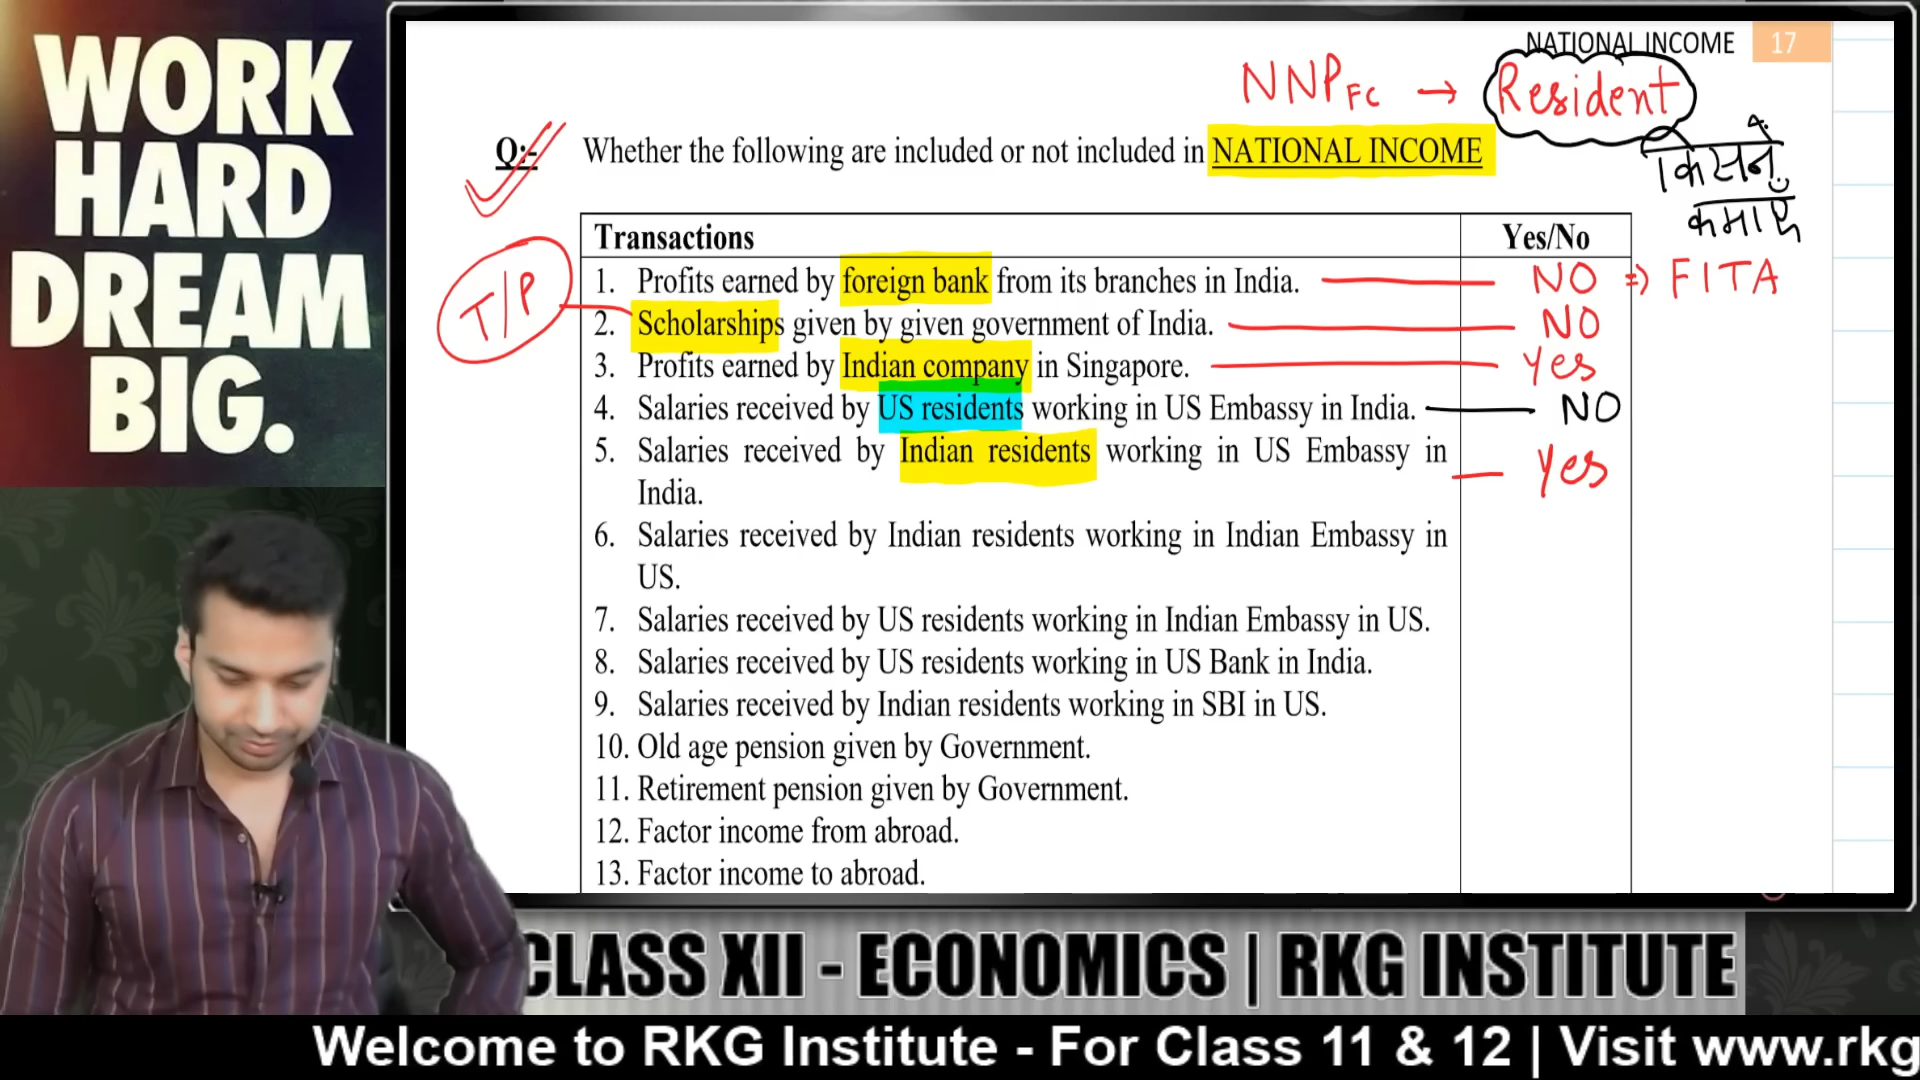 WORK
HARD
DREAM
BIG.
NATIONAL INCOME 17
NNP FC → Resident
Q:- Whether the following are included or not included in NATIONAL INCOME
किसने
कमाए
Transactions Yes/No
1. Profits earned by foreign bank from its branches in India. NO ⇒ FITA
T/P
2. Scholarships given by given government of India. NO
3. Profits earned by Indian company in Singapore. Yes
4. Salaries received by US residents working in US Embassy in India. NO
5. Salaries received by Indian residents working in US Embassy in Yes
India.
6. Salaries received by Indian residents working in Indian Embassy in
US.
7. Salaries received by US residents working in Indian Embassy in US.
8. Salaries received by US residents working in US Bank in India.
9. Salaries received by Indian residents working in SBI in US.
10. Old age pension given by Government.
11. Retirement pension given by Government.
12. Factor income from abroad.
13. Factor income to abroad.
CLASS XII - ECONOMICS | RKG INSTITUTE
Welcome to RKG Institute - For Class 11 & 12 | Visit www.rkg